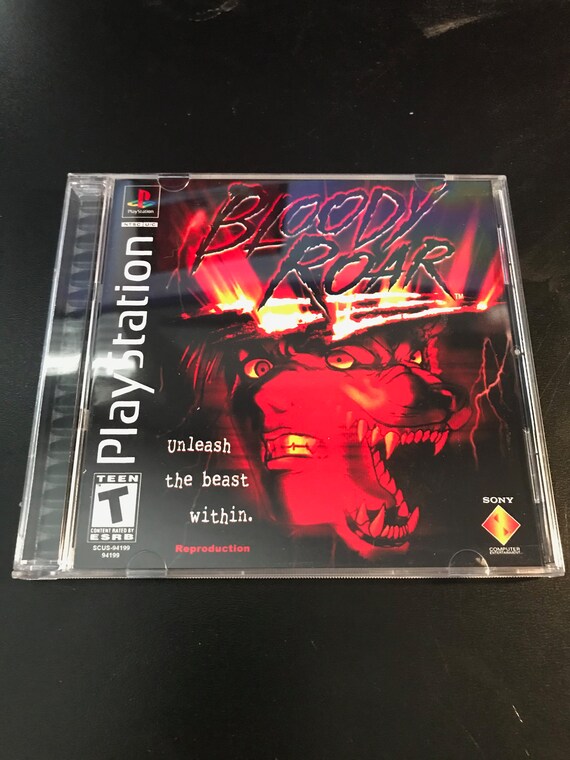 PlayStation
NTSC U/C
PlayStation
BLOODY
ROAR
TM
Unleash
the beast
within.
Reproduction
TEEN
T
CONTENT RATED BY
ESRB
SCUS-94199
94199
SONY
COMPUTER
ENTERTAINMENT